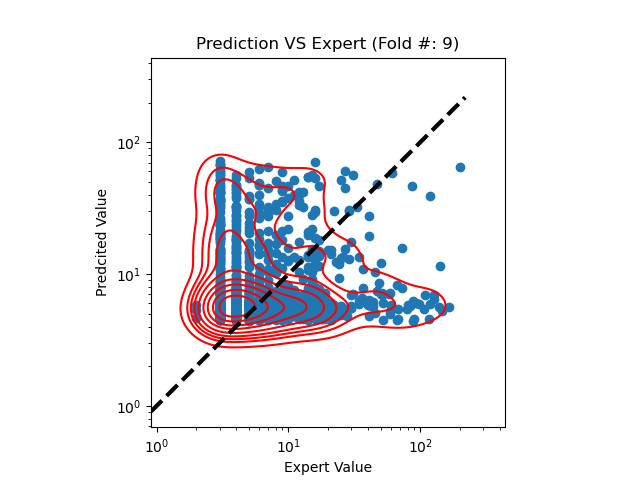 Prediction VS Expert (Fold #: 9)
Predcited Value
10²
10¹
10⁰
10⁰ 10¹ 10²
Expert Value